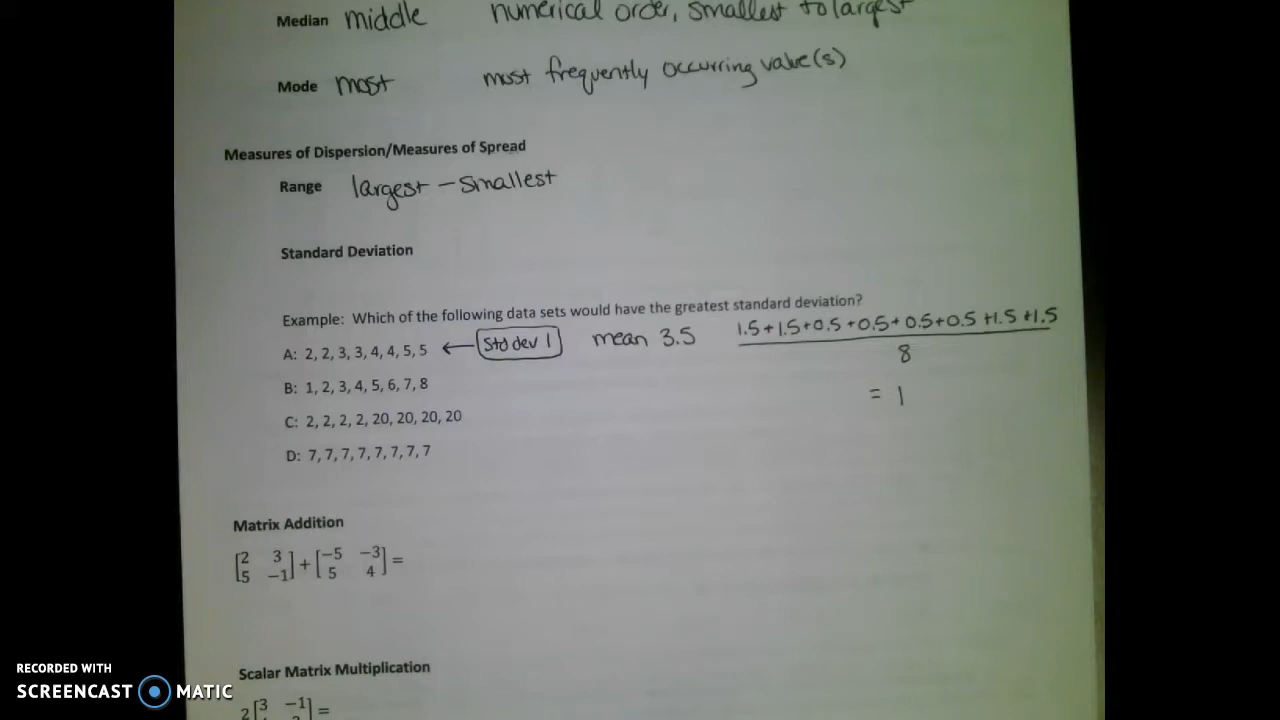 Median middle numerical order, smallest to largest
Mode most most frequently occurring value(s)
Measures of Dispersion/Measures of Spread
Range largest - smallest
Standard Deviation
Example: Which of the following data sets would have the greatest standard deviation?
A: 2, 2, 3, 3, 4, 4, 5, 5 ← Std dev 1 mean 3.5 1.5+1.5+0.5+0.5+0.5+0.5+1.5+1.5
8
B: 1, 2, 3, 4, 5, 6, 7, 8
= 1
C: 2, 2, 2, 2, 20, 20, 20, 20
D: 7, 7, 7, 7, 7, 7, 7, 7
Matrix Addition
[2 3] + [-5 -3] =
[5 -1] [5 4]
Scalar Matrix Multiplication
2[3 -1] =
RECORDED WITH
SCREENCAST MATIC